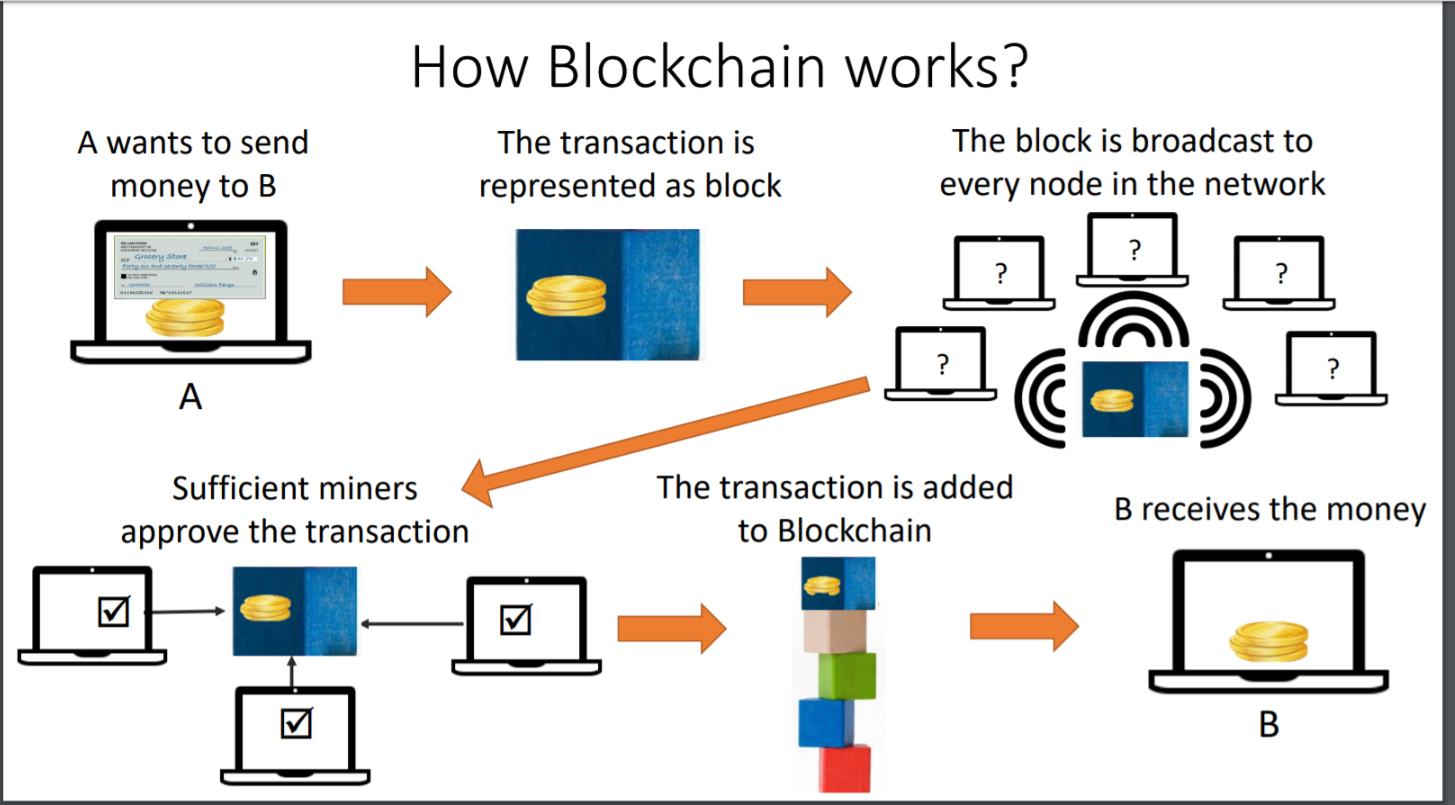 How Blockchain works?
A wants to send
money to B
The transaction is
represented as block
The block is broadcast to
every node in the network
Grocery Store
Forty-six and seventy-three/100
William Paige
?
?
?
?
?
A
Sufficient miners
approve the transaction
The transaction is added
to Blockchain
B receives the money
B